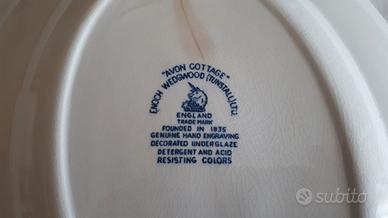 "AVON COTTAGE"
ENOCH WEDGWOOD (TUNSTALL) LTD.
ENGLAND
TRADE MARK
FOUNDED IN 1835
GENUINE HAND ENGRAVING
DECORATED UNDERGLAZE
DETERGENT AND ACID
RESISTING COLORS
subito